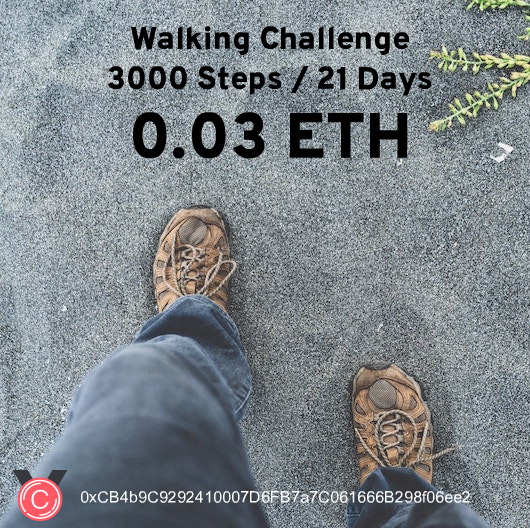 Walking Challenge
3000 Steps / 21 Days
0.03 ETH
C
0xCB4b9C9292410007D6FB7a7C061666B298f06ee2